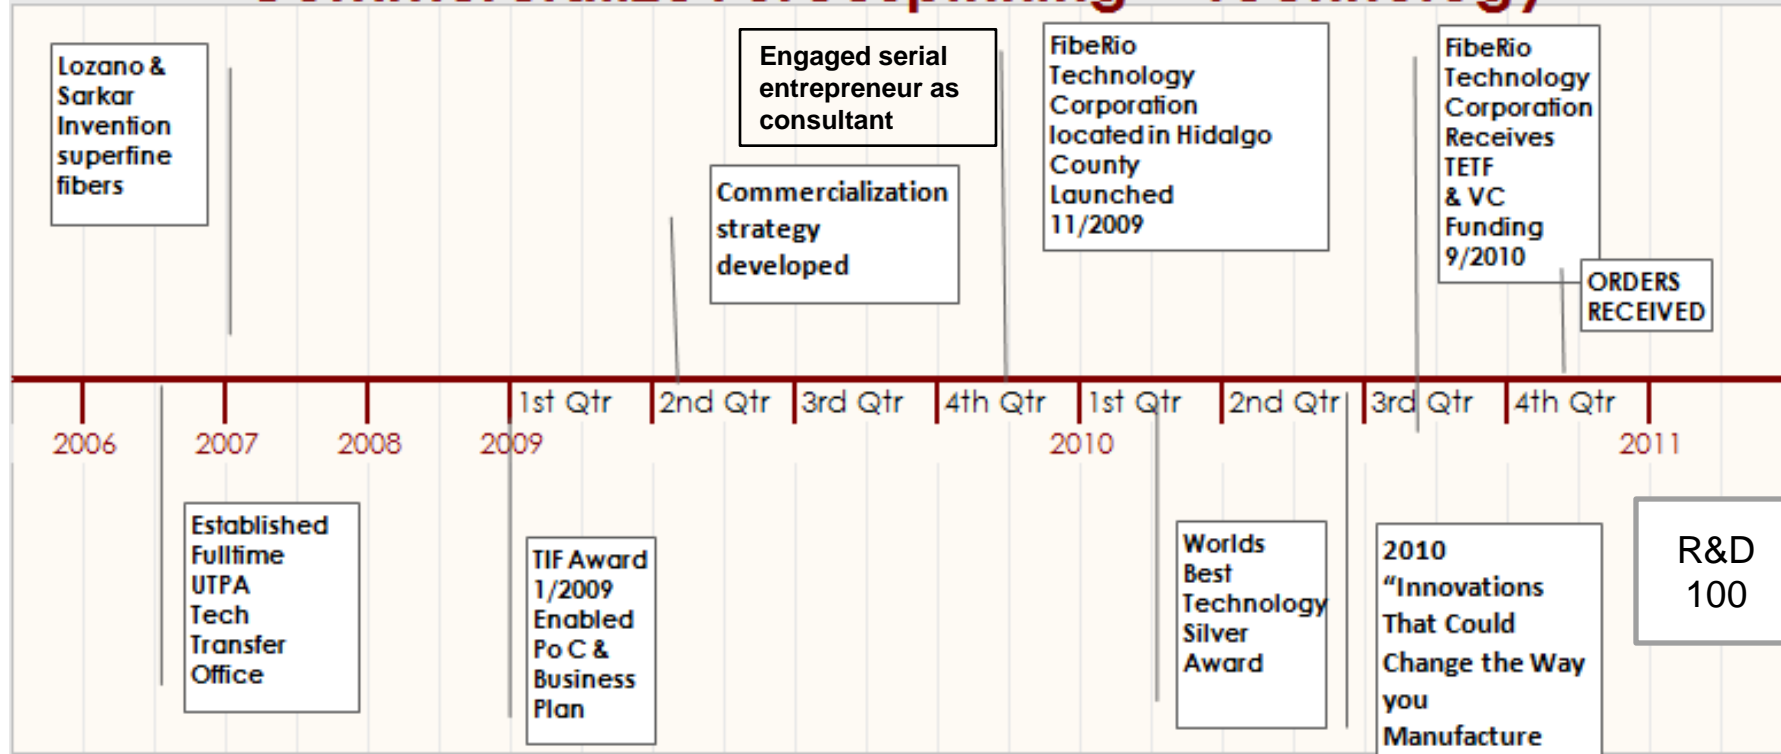 Lozano &
Sarkar
Invention
superfine
fibers
Engaged serial
entrepreneur as
consultant
Commercialization
strategy
developed
FibeRio
Technology
Corporation
located in Hidalgo
County
Launched
11/2009
FibeRio
Technology
Corporation
Receives
TETF
& VC
Funding
9/2010
ORDERS
RECEIVED
1st Qtr 2nd Qtr 3rd Qtr 4th Qtr 1st Qtr 2nd Qtr 3rd Qtr 4th Qtr
2006 2007 2008 2009 2010 2011
Established
Fulltime
UTPA
Tech
Transfer
Office
TIF Award
1/2009
Enabled
Po C &
Business
Plan
Worlds
Best
Technology
Silver
Award
2010
“Innovations
That Could
Change the Way
you
Manufacture
R&D
100